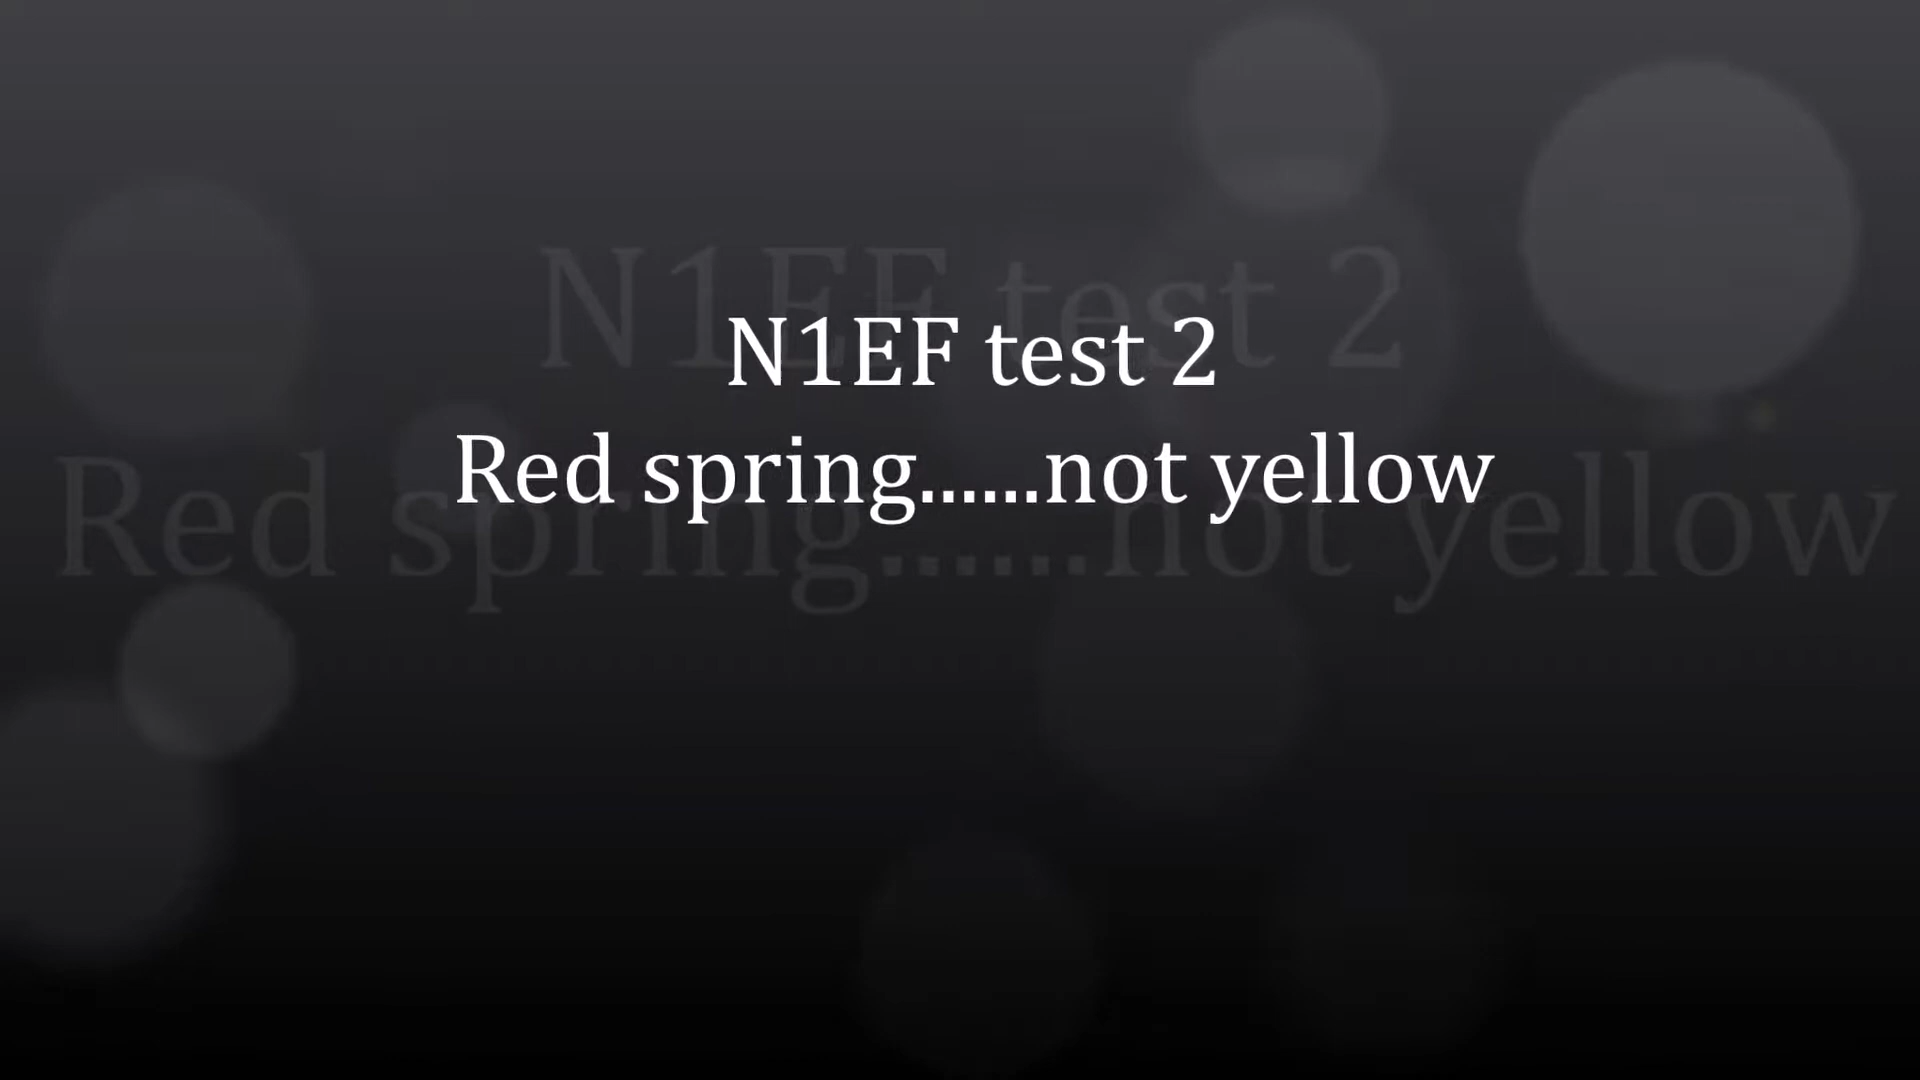 N1EF test 2
Red spring......not yellow